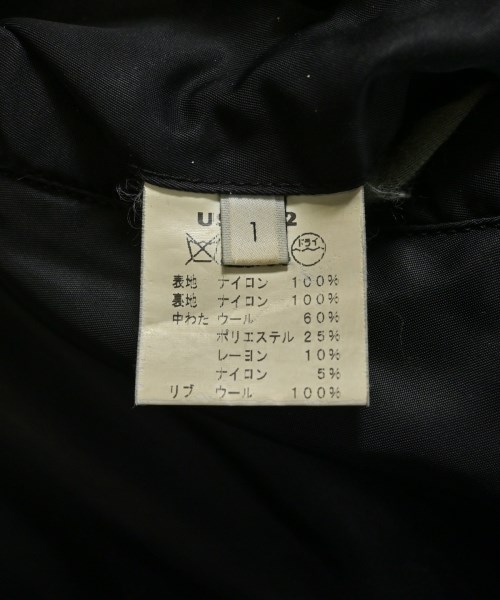 1
ドライ
表地 ナイロン 100%
裏地 ナイロン 100%
中わた ウール 60%
ポリエステル 25%
レーヨン 10%
ナイロン 5%
リブ ウール 100%